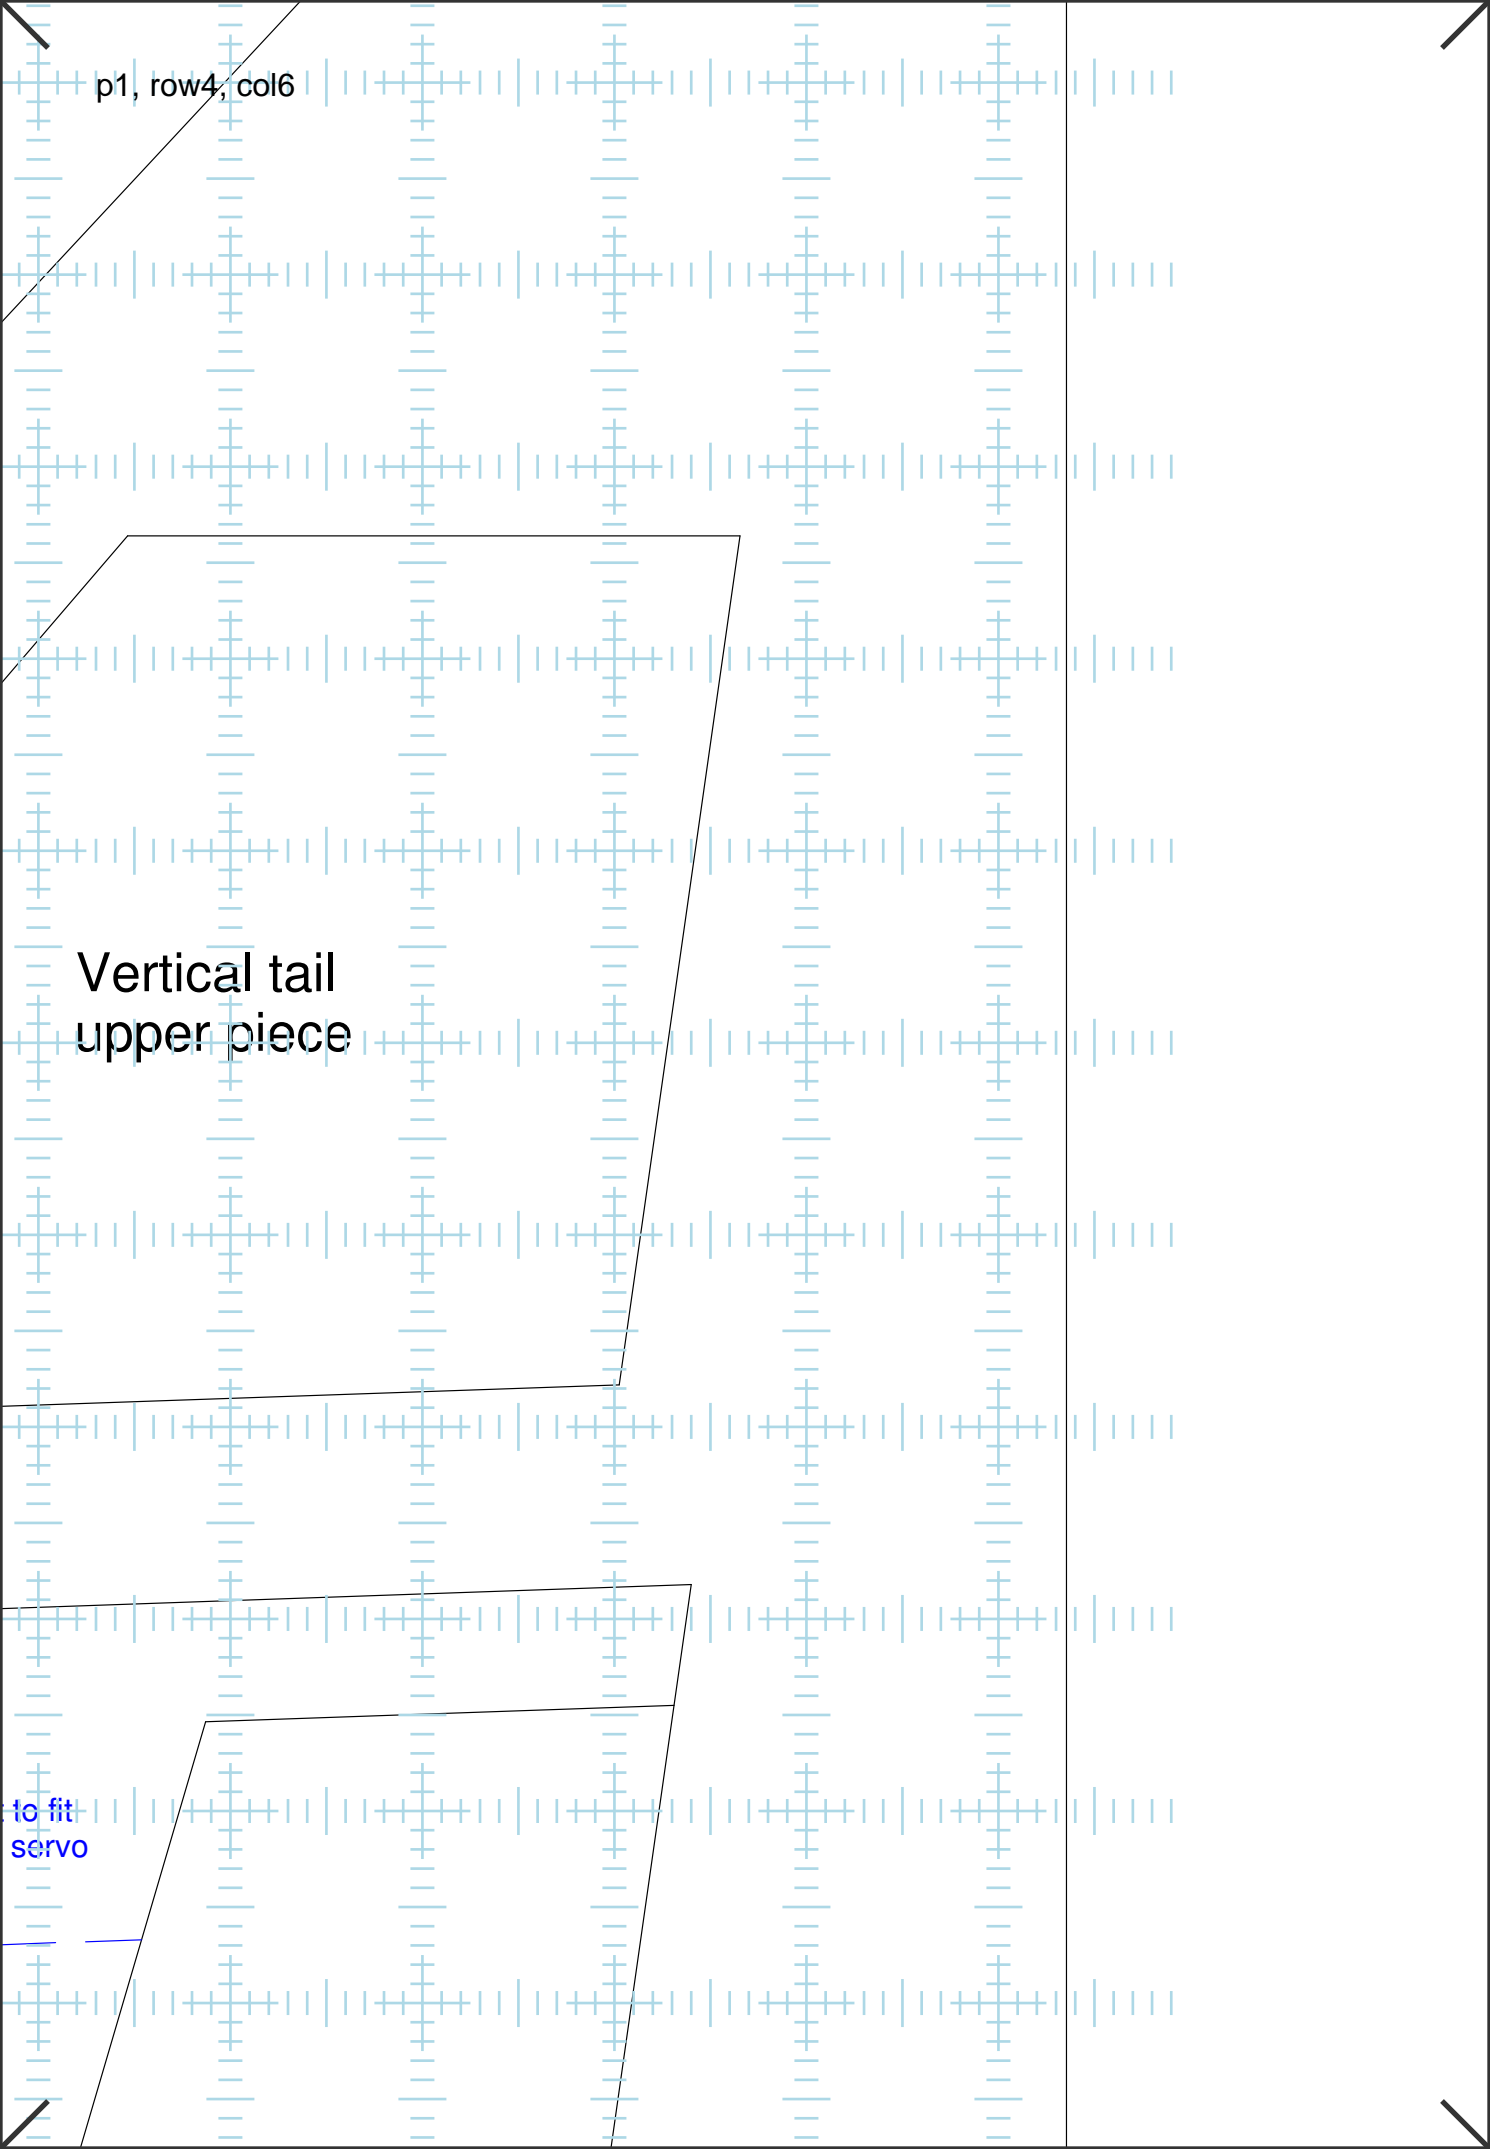 p1, row4, col6
Vertical tail
upper piece
to fit
servo